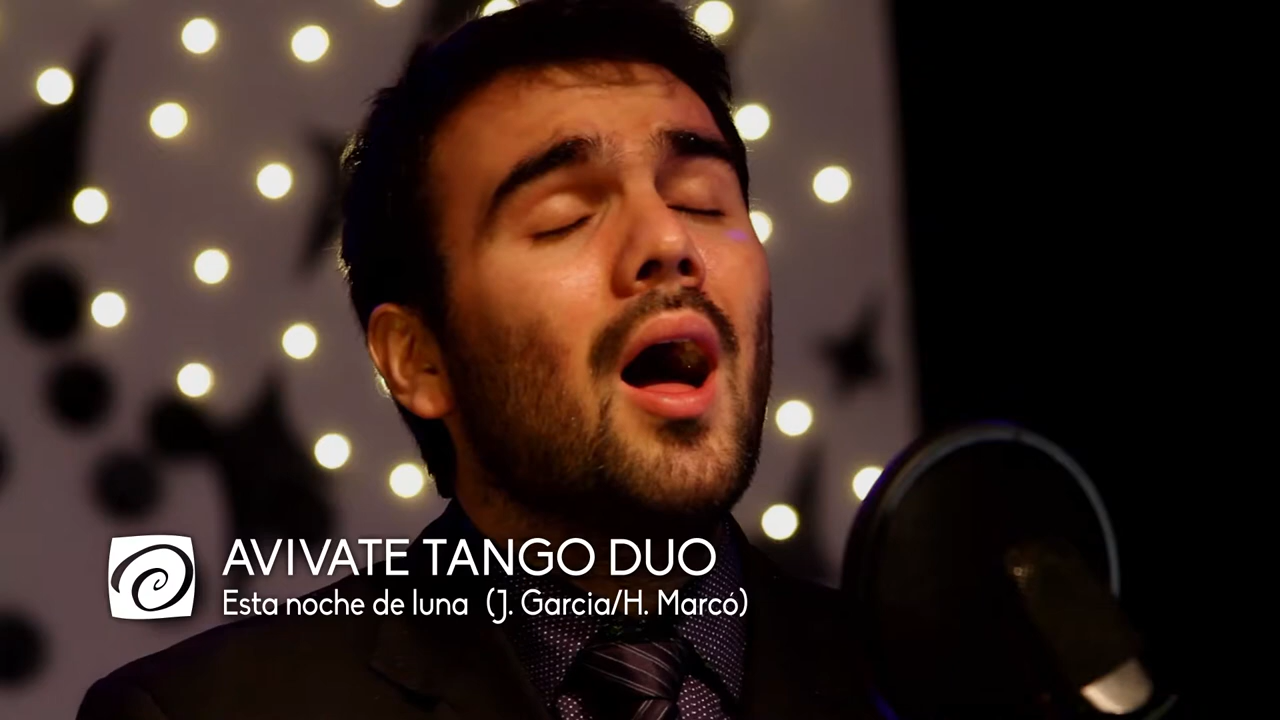 AVIVATE TANGO DUO
Esta noche de luna (J. Garcia/H. Marcó)